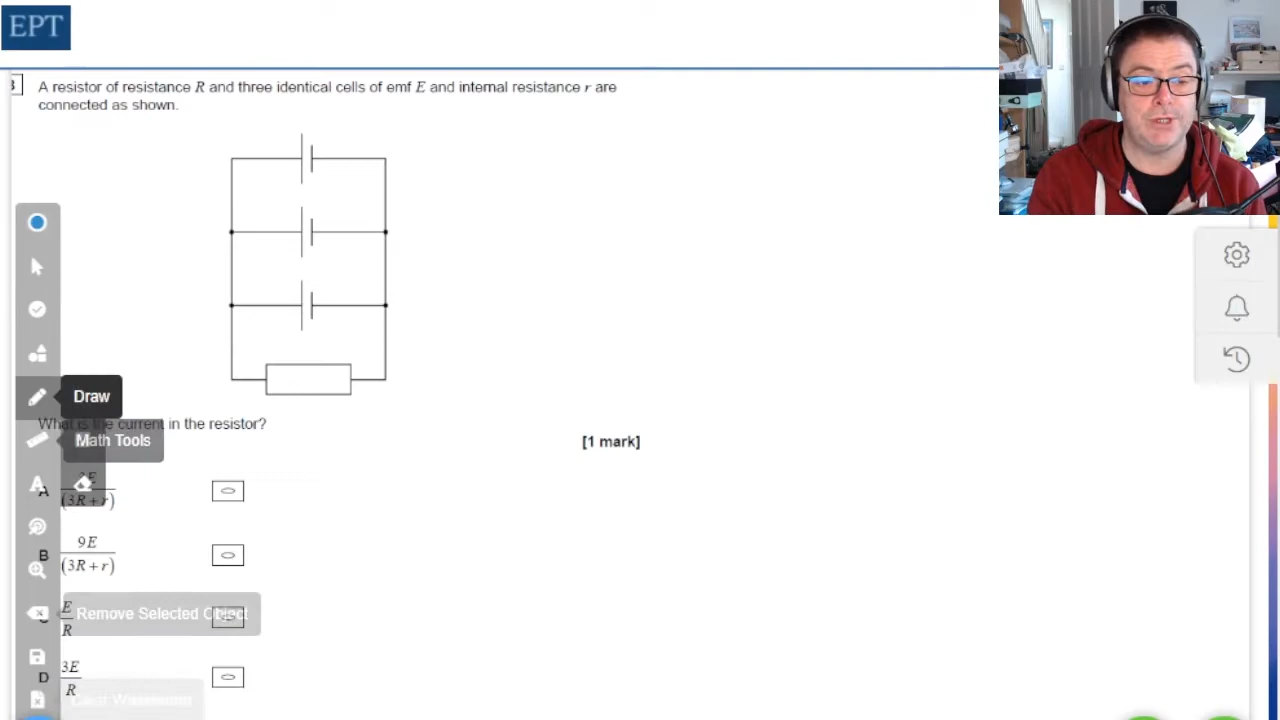 EPT
A resistor of resistance R and three identical cells of emf E and internal resistance r are
connected as shown.
Draw
What is the current in the resistor?
Math Tools
[1 mark]
A
(3R+r)
B 9E
(3R+r)
E
R
Remove Selected Object
D 3E
R